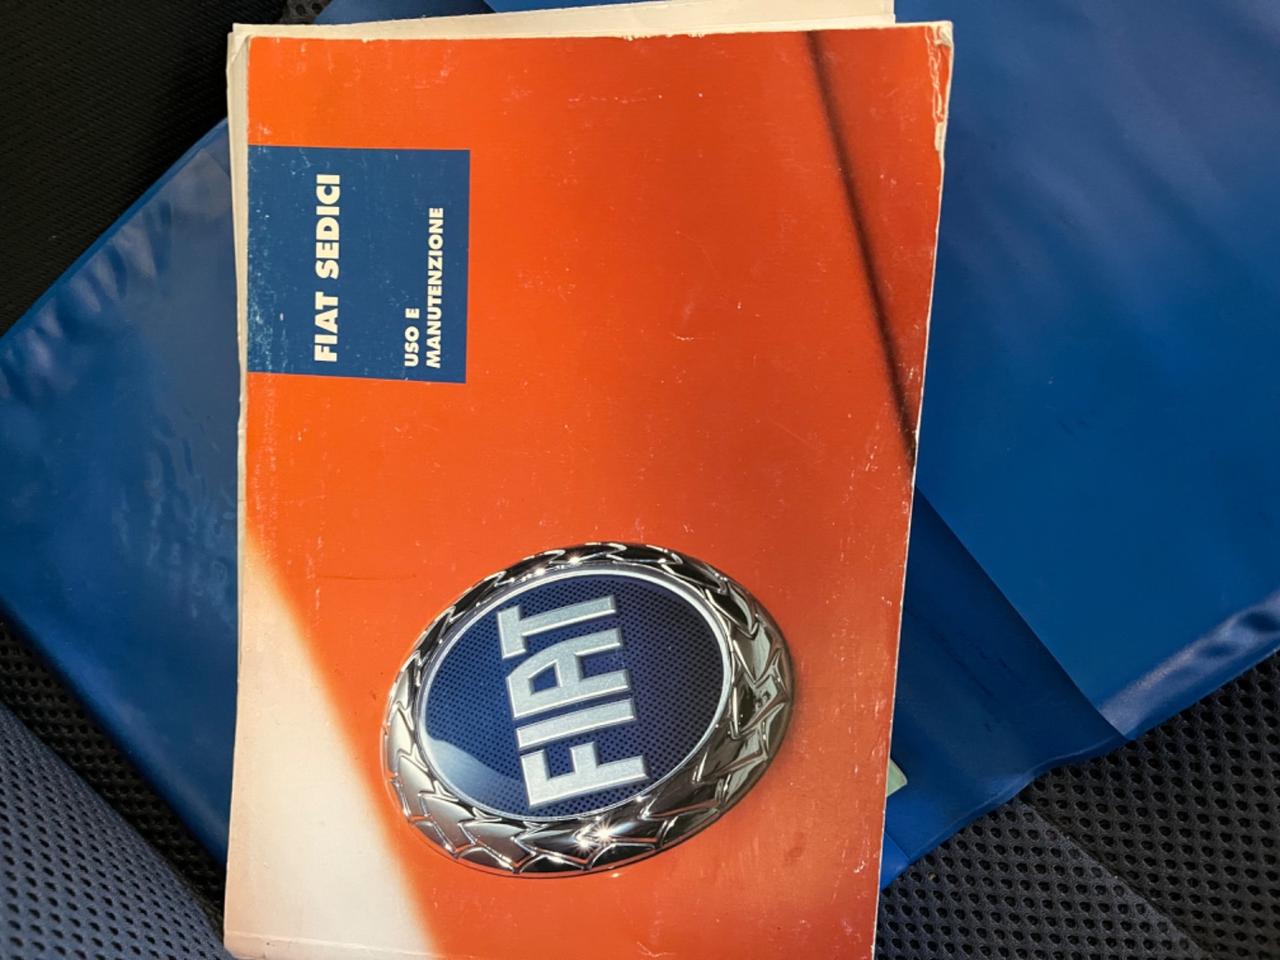 FIAT SEDICI
USO E
MANUTENZIONE
FIAT